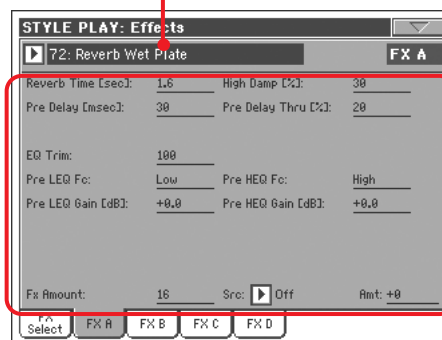 STYLE PLAY: Effects
72: Reverb Wet Plate FX A
Reverb Time [sec]: 1.6 High Damp [%]: 30
Pre Delay [msec]: 30 Pre Delay Thru [%]: 20
EQ Trim: 100
Pre LEQ Fc: Low Pre HEQ Fc: High
Pre LEQ Gain [dB]: +0.0 Pre HEQ Gain [dB]: +0.0
Fx Amount: 16 Src: Off Amt: +0
FX Select FX A FX B FX C FX D